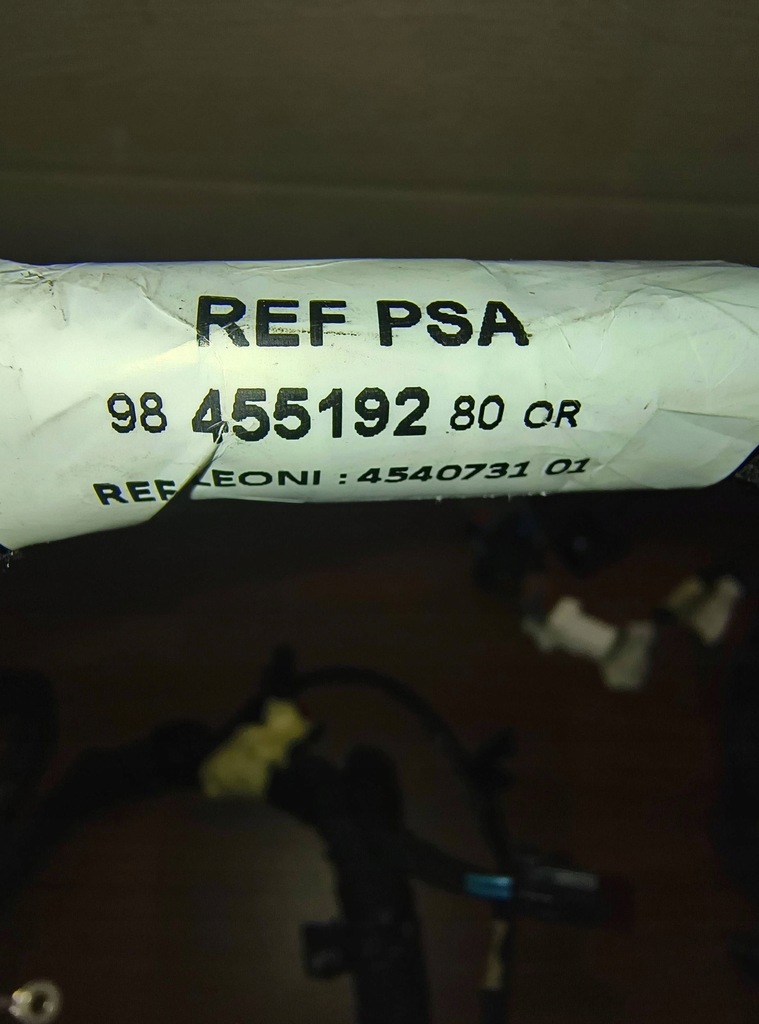 REF PSA
98 455192 80 OR
REF LEONI : 4540731 01